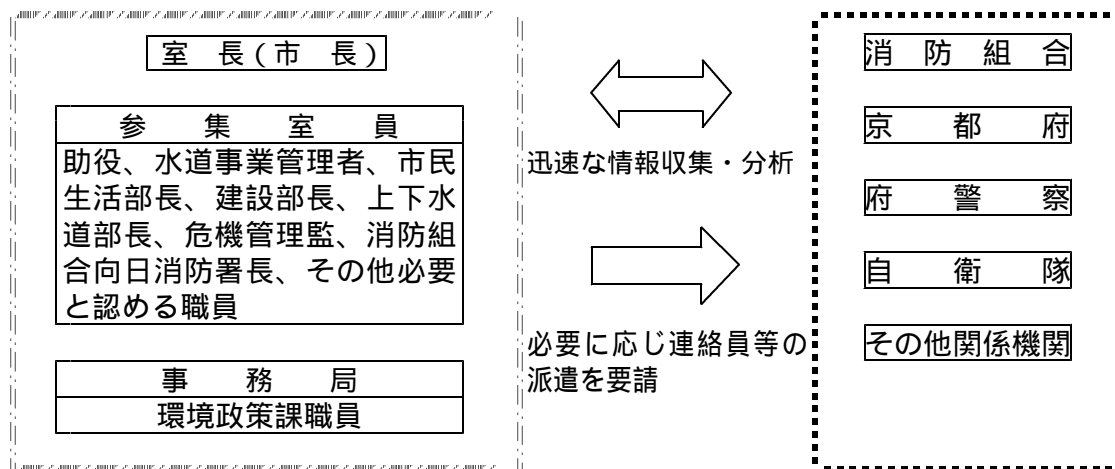 室　長（市　長）
参　集　室　員
助役、水道事業管理者、市民
生活部長、建設部長、上下水
道部長、危機管理監、消防組
合向日消防署長、その他必要
と認める職員
事　務　局
環境政策課職員
迅速な情報収集・分析
必要に応じ連絡員等の
派遣を要請
消　防　組　合
京　都　府
府　警　察
自　衛　隊
その他関係機関